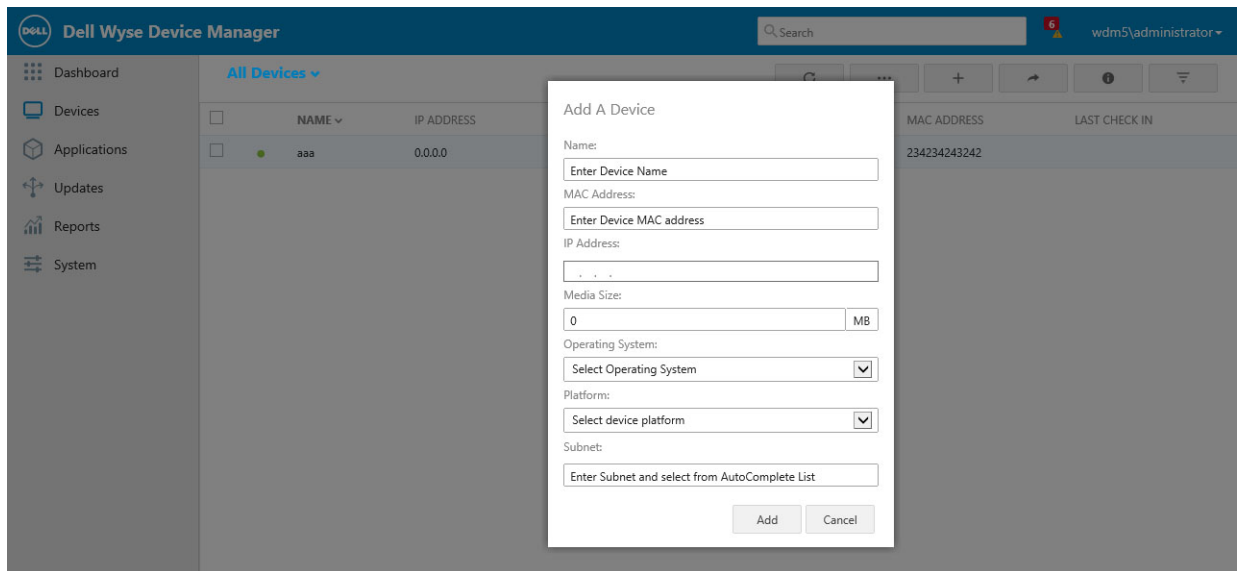 DELL Dell Wyse Device Manager
Search
6
wdm5\administrator
Dashboard
Devices
Applications
Updates
Reports
System
All Devices
NAME IP ADDRESS MAC ADDRESS LAST CHECK IN
aaa 0.0.0.0 234234243242
Add A Device
Name:
Enter Device Name
MAC Address:
Enter Device MAC address
IP Address:
. . .
Media Size:
0 MB
Operating System:
Select Operating System
Platform:
Select device platform
Subnet:
Enter Subnet and select from AutoComplete List
Add Cancel